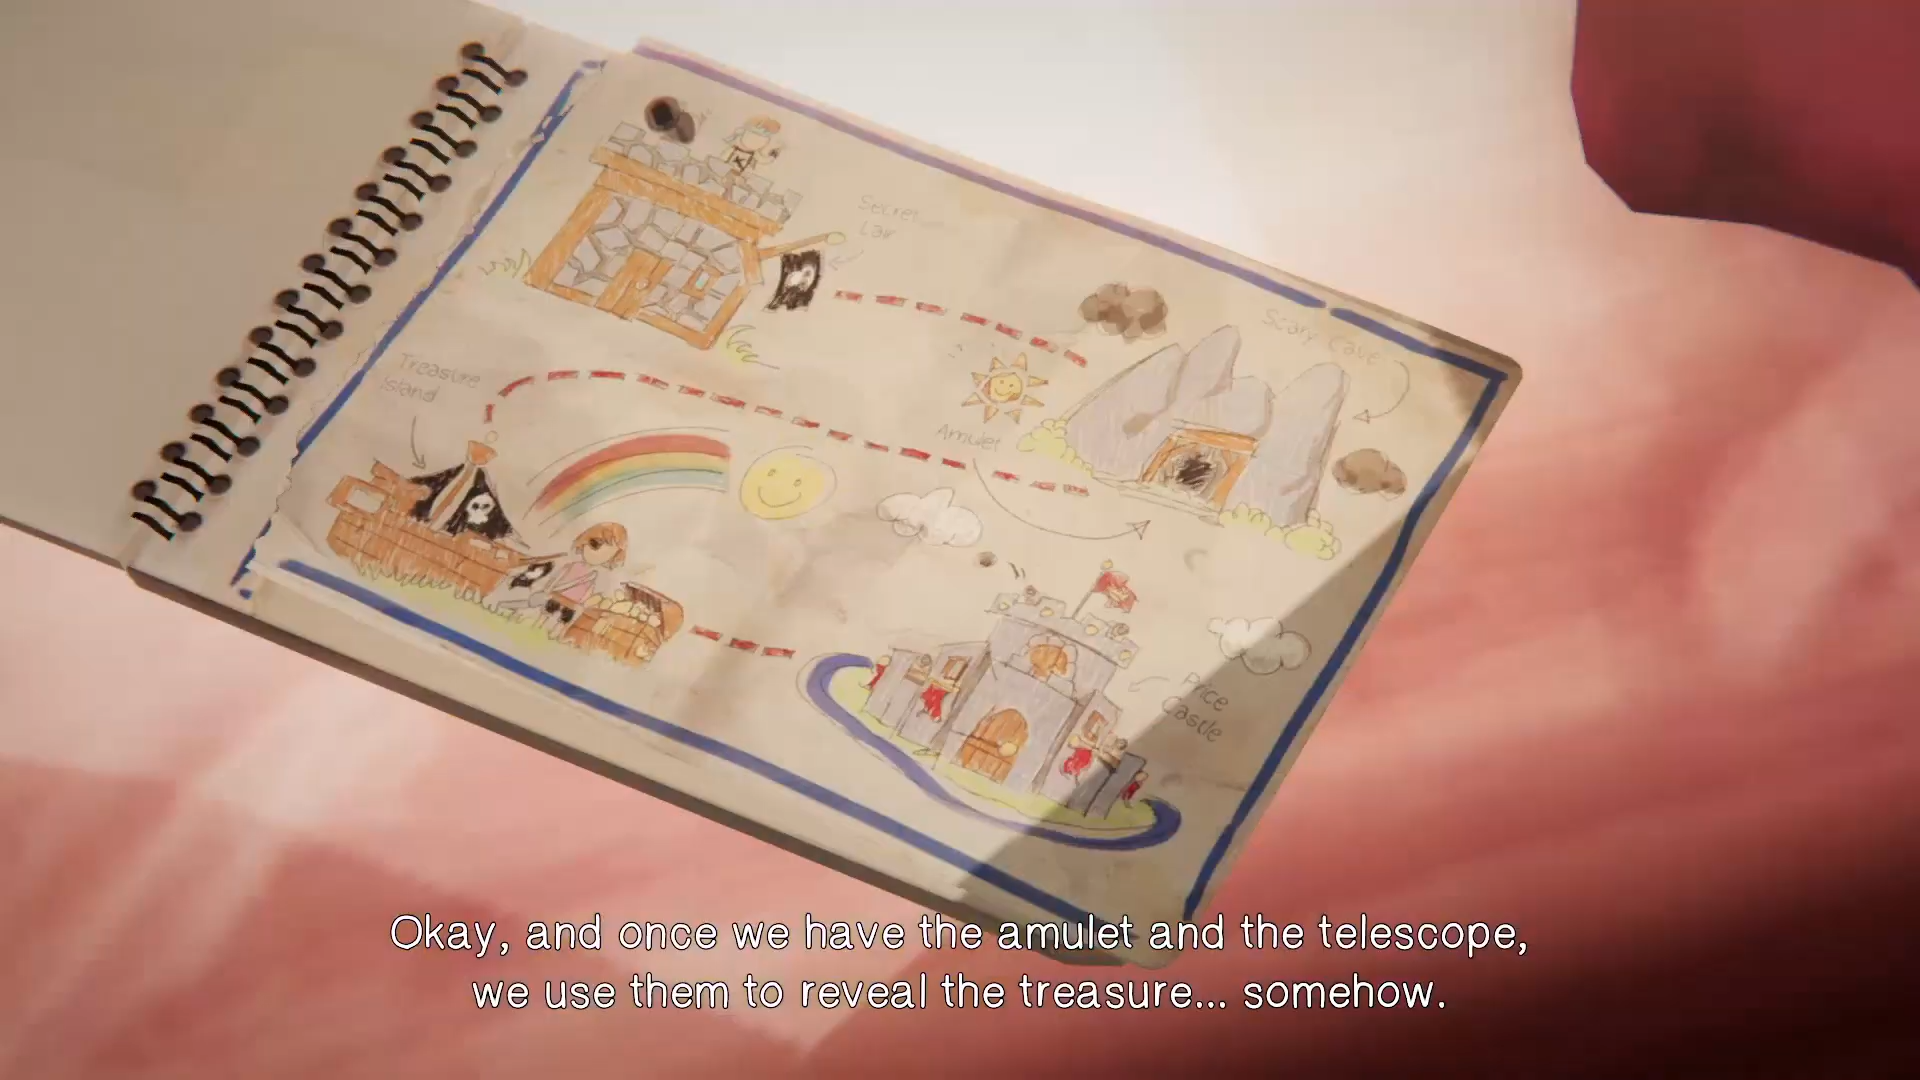 Secret
Lair
Scary Cave
Treasure
Island
Amulet
Price
Castle
Okay, and once we have the amulet and the telescope,
we use them to reveal the treasure... somehow.